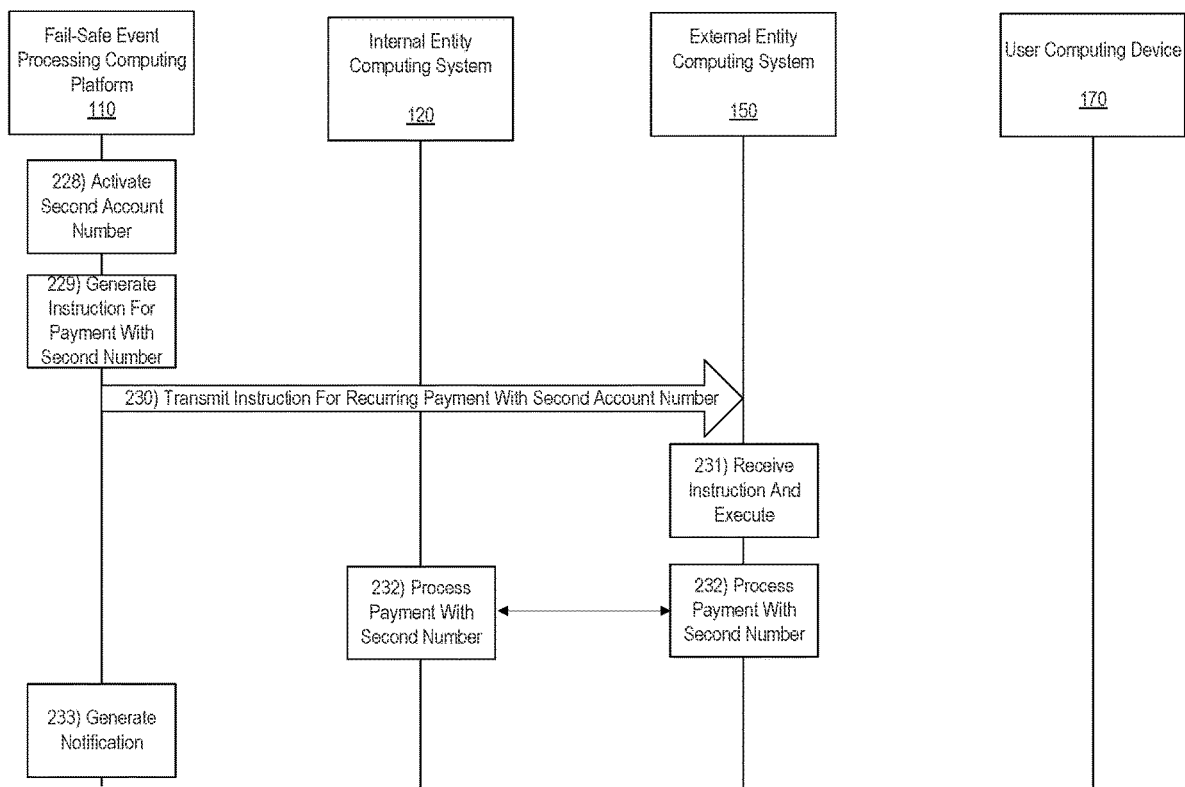 Fail-Safe Event
Processing Computing
Platform
110
Internal Entity
Computing System
120
External Entity
Computing System
150
User Computing Device
170
228) Activate
Second Account
Number
229) Generate
Instruction For
Payment With
Second Number
230) Transmit Instruction For Recurring Payment With Second Account Number
231) Receive
Instruction And
Execute
232) Process
Payment With
Second Number
232) Process
Payment With
Second Number
233) Generate
Notification